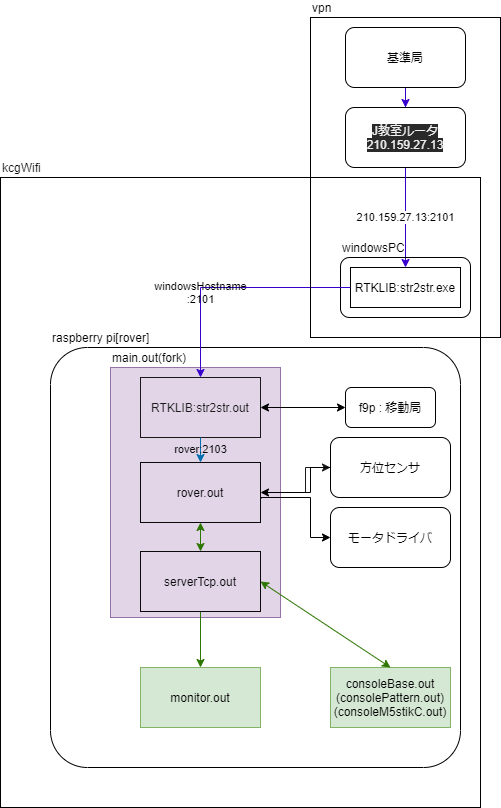 vpn
基準局
J教室ルータ
210.159.27.13
kcgWifi
210.159.27.13:2101
windowsPC
RTKLIB:str2str.exe
windowsHostname
:2101
raspberry pi[rover]
main.out(fork)
RTKLIB:str2str.out
f9p : 移動局
rover:2103
方位センサ
rover.out
モータドライバ
serverTcp.out
monitor.out
consoleBase.out
(consolePattern.out)
(consoleM5stikC.out)